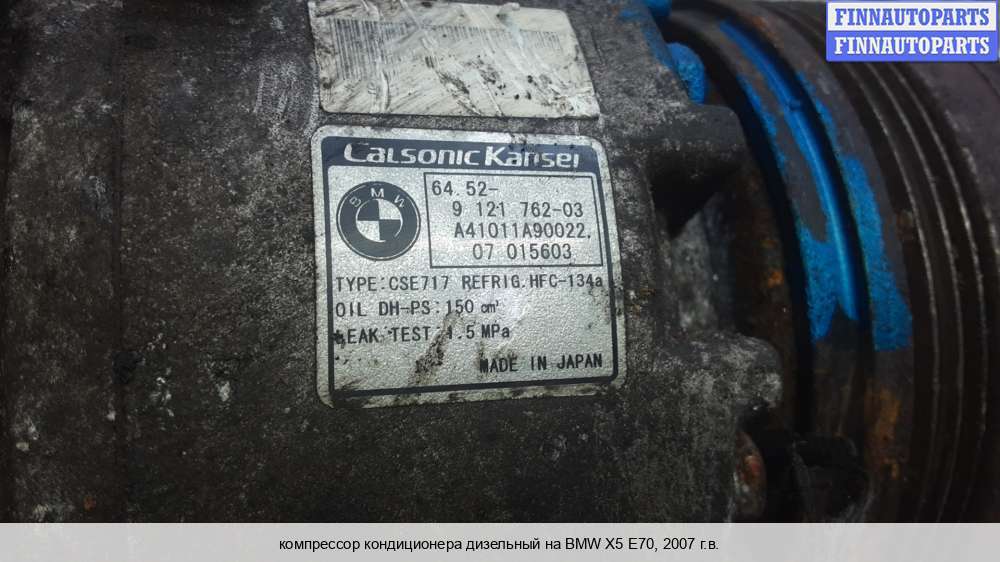 FINNAUTOPARTS
FINNAUTOPARTS
Calsonic Kansei
BMW
64 52-
9 121 762-03
A41011A90022,
07 015603
TYPE:CSE717 REFRIG.HFC-134a
OIL DH-PS:150 cm³
LEAK TEST 1.5 MPa
MADE IN JAPAN
компрессор кондиционера дизельный на BMW X5 E70, 2007 г.в.